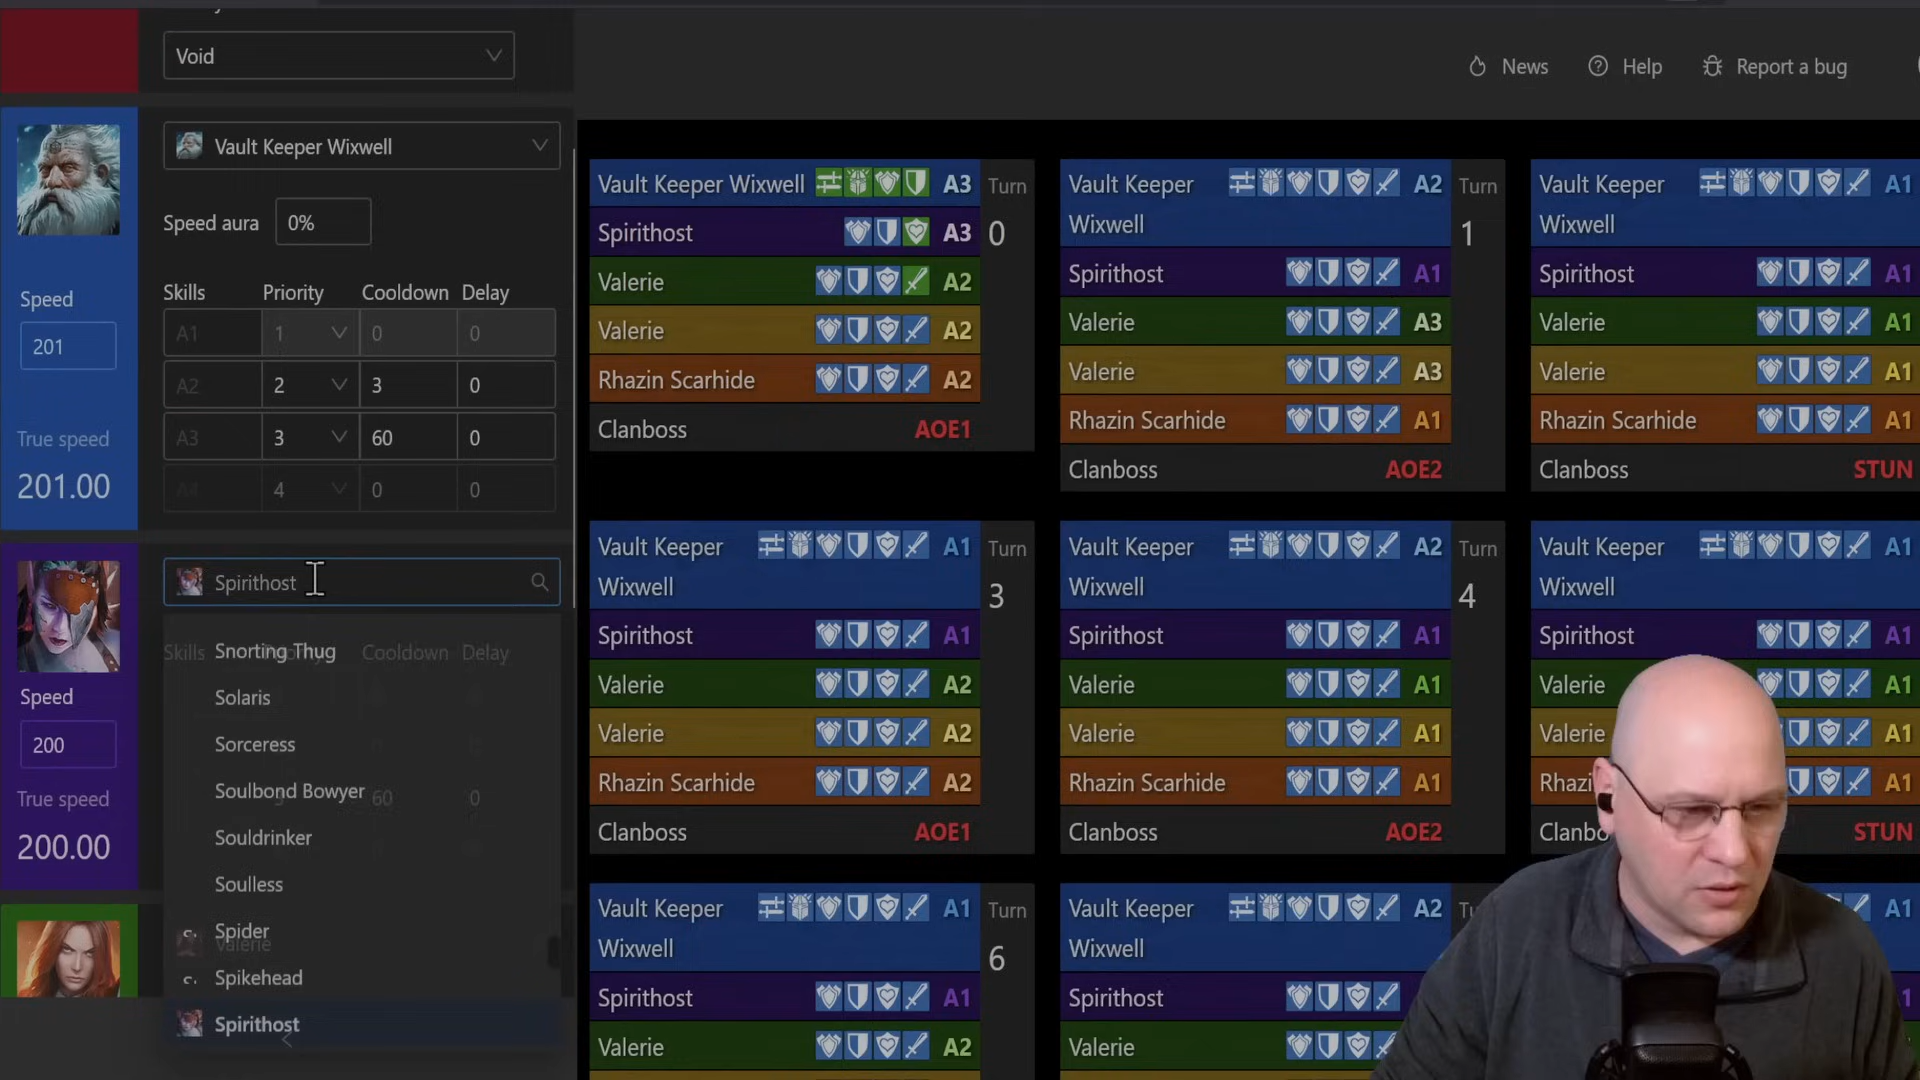 Void
News
Help
Report a bug
Vault Keeper Wixwell
Speed aura
0%
Skills Priority Cooldown Delay
A1 1 0 0
A2 2 3 0
A3 3 60 0
A4 4 0 0
Speed
201
True speed
201.00
Spirithost
Skills Cooldown Delay
Snorting Thug
Solaris
Sorceress
Soulbond Bowyer
60 0
Souldrinker
Soulless
Spider
Valerie
Spikehead
Spirithost
Speed
200
True speed
200.00
Vault Keeper Wixwell A3
Spirithost A3
Valerie A2
Valerie A2
Rhazin Scarhide A2
Clanboss AOE1
Turn
0
Vault Keeper Wixwell A2
Spirithost A1
Valerie A3
Valerie A3
Rhazin Scarhide A1
Clanboss AOE2
Turn
1
Vault Keeper Wixwell A1
Spirithost A1
Valerie A1
Valerie A1
Rhazin Scarhide A1
Clanboss STUN
Vault Keeper Wixwell A1
Spirithost A1
Valerie A2
Valerie A2
Rhazin Scarhide A2
Clanboss AOE1
Turn
3
Vault Keeper Wixwell A2
Spirithost A1
Valerie A1
Valerie A1
Rhazin Scarhide A1
Clanboss AOE2
Turn
4
Vault Keeper Wixwell A1
Spirithost A1
Valerie A1
Valerie A1
Rhazi A1
Clanbo STUN
Vault Keeper Wixwell A1
Spirithost A1
Valerie A2
Turn
6
Vault Keeper Wixwell A2
Spirithost
Valerie
Tu
A1